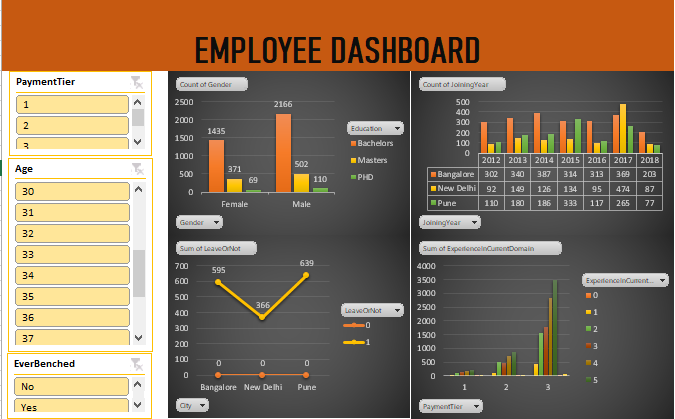 EMPLOYEE DASHBOARD
PaymentTier
1
2
3
Age
30
31
32
33
34
35
36
37
EverBenched
No
Yes
Count of Gender
2500
2000
1500
1000
500
0
1435
371
69
2166
502
110
Female
Male
Education
Bachelors
Masters
PHD
Gender
Count of JoiningYear
500
400
300
200
100
0
2012 2013 2014 2015 2016 2017 2018
Bangalore 302 340 387 314 313 369 203
New Delhi 92 149 126 134 95 474 87
Pune 110 180 186 333 117 265 77
JoiningYear
Sum of LeaveOrNot
700
600
500
400
300
200
100
0
595
366
639
0 0 0
Bangalore New Delhi Pune
LeaveOrNot
0
1
City
Sum of ExperienceInCurrentDomain
4000
3500
3000
2500
2000
1500
1000
500
0
1 2 3
ExperienceInCurrent...
0
1
2
3
4
5
PaymentTier